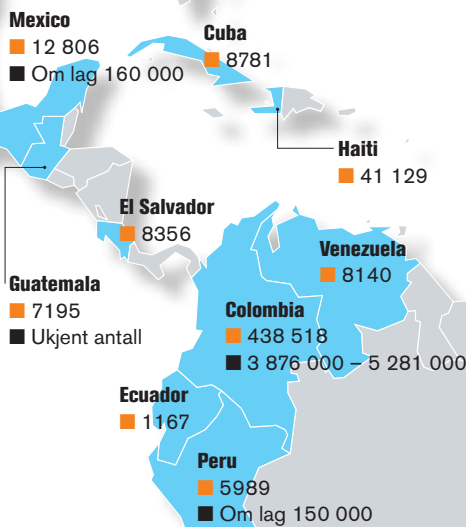 Mexico
12 806
Om lag 160 000
Cuba
8781
Haiti
41 129
El Salvador
8356
Guatemala
7195
Ukjent antall
Venezuela
8140
Colombia
438 518
3 876 000 – 5 281 000
Ecuador
1167
Peru
5989
Om lag 150 000